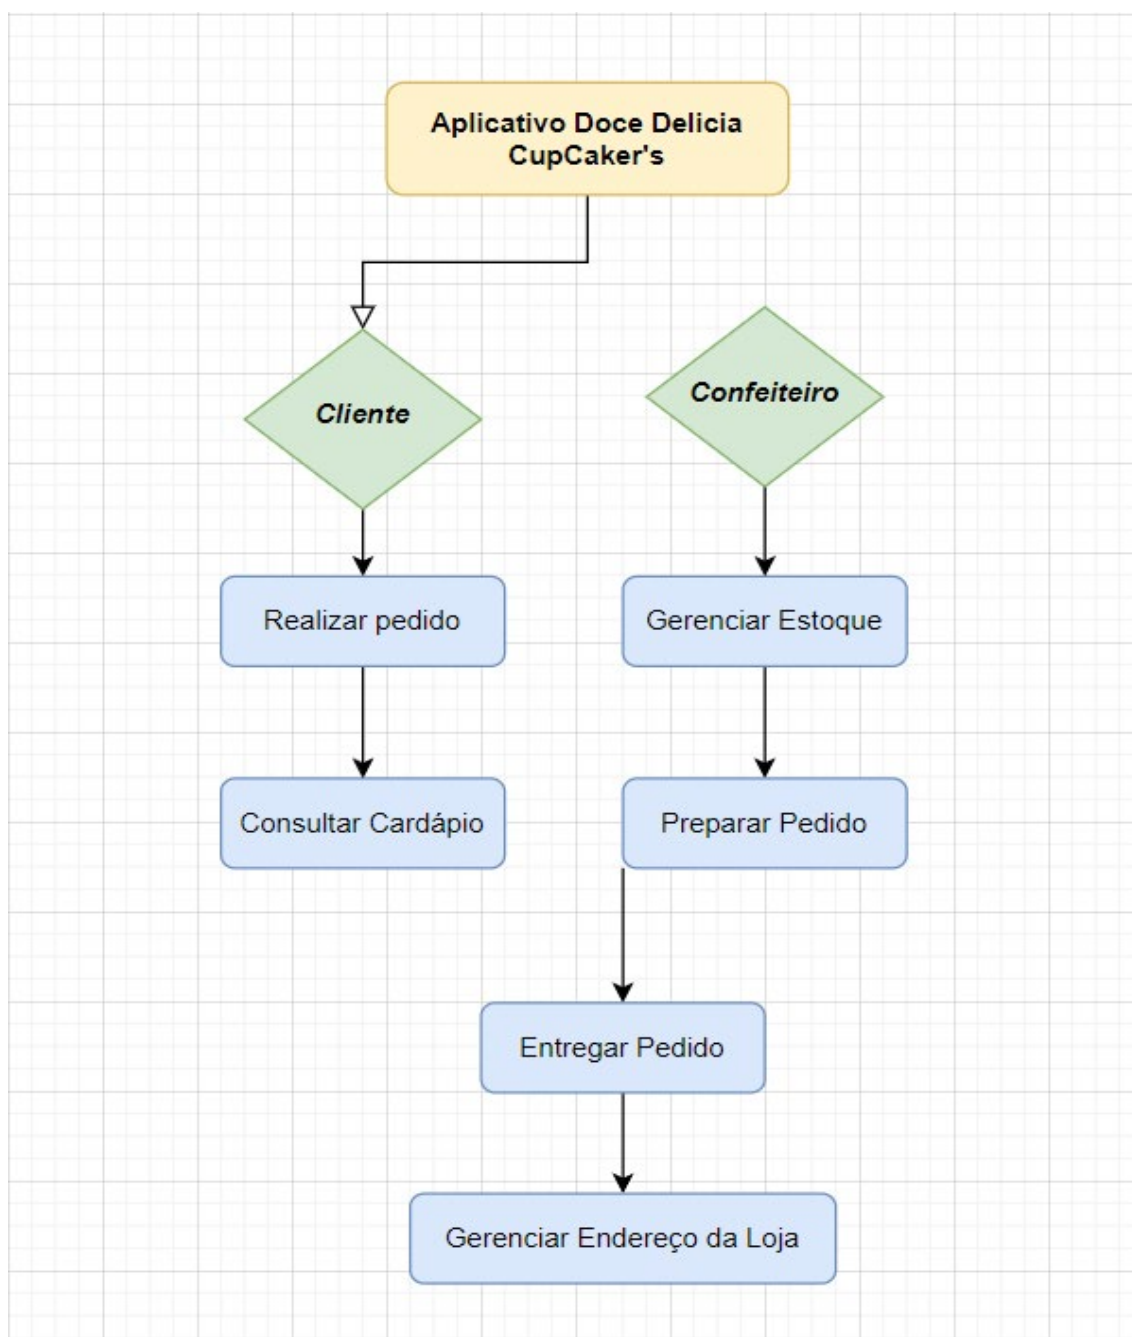 Aplicativo Doce Delicia
CupCaker's
Cliente
Confeiteiro
Realizar pedido
Gerenciar Estoque
Consultar Cardápio
Preparar Pedido
Entregar Pedido
Gerenciar Endereço da Loja